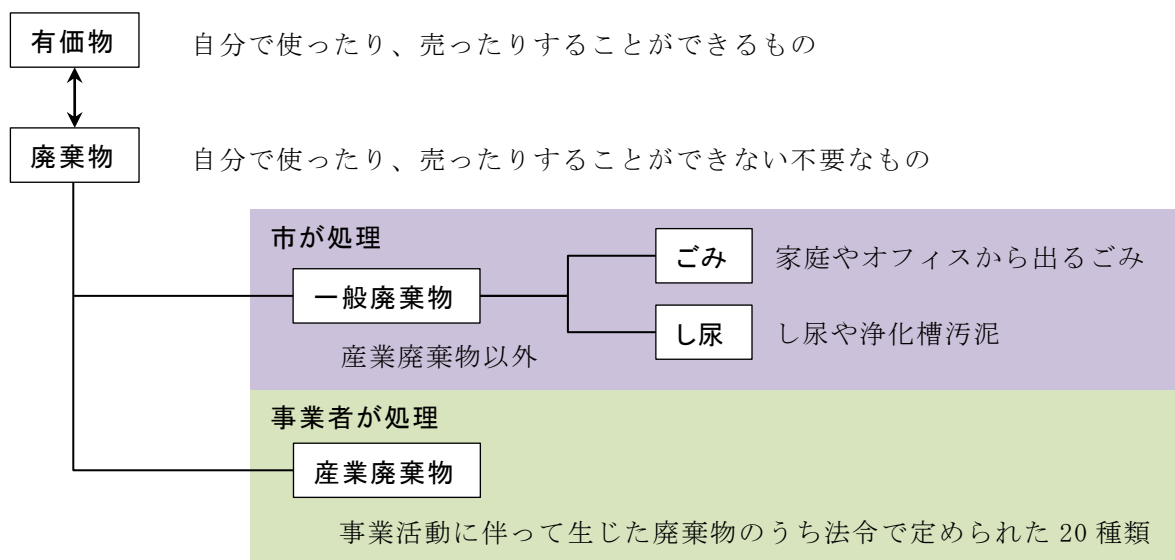 有価物 自分で使ったり、売ったりすることができるもの
廃棄物 自分で使ったり、売ったりすることができない不要なもの
市が処理
ごみ 家庭やオフィスから出るごみ
一般廃棄物
し尿 し尿や浄化槽汚泥
産業廃棄物以外
事業者が処理
産業廃棄物
事業活動に伴って生じた廃棄物のうち法令で定められた 20 種類